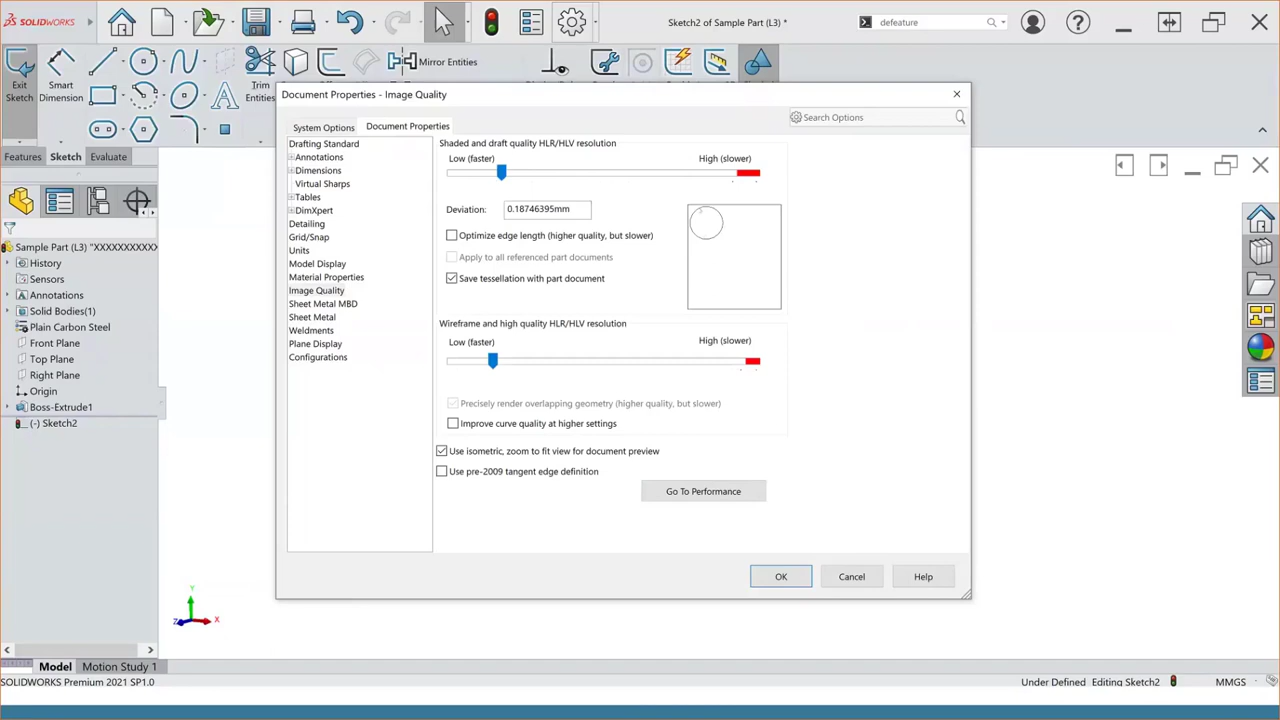 SOLIDWORKS
Sketch2 of Sample Part (L3) *
defeature
Exit Sketch
Smart Dimension
Trim Entities
Mirror Entities
Features
Sketch
Evaluate
Document Properties - Image Quality
System Options
Document Properties
Search Options
Drafting Standard
Annotations
Dimensions
Virtual Sharps
Tables
DimXpert
Detailing
Grid/Snap
Units
Model Display
Material Properties
Image Quality
Sheet Metal MBD
Sheet Metal
Weldments
Plane Display
Configurations
Shaded and draft quality HLR/HLV resolution
Low (faster)
High (slower)
Deviation:
0.18746395mm
Optimize edge length (higher quality, but slower)
Apply to all referenced part documents
Save tessellation with part document
Wireframe and high quality HLR/HLV resolution
Low (faster)
High (slower)
Precisely render overlapping geometry (higher quality, but slower)
Improve curve quality at higher settings
Use isometric, zoom to fit view for document preview
Use pre-2009 tangent edge definition
Go To Performance
OK
Cancel
Help
Sample Part (L3) "XXXXXXXXXXX
History
Sensors
Annotations
Solid Bodies(1)
Plain Carbon Steel
Front Plane
Top Plane
Right Plane
Origin
Boss-Extrude1
(-) Sketch2
Y
Z
X
Model
Motion Study 1
SOLIDWORKS Premium 2021 SP1.0
Under Defined
Editing Sketch2
MMGS